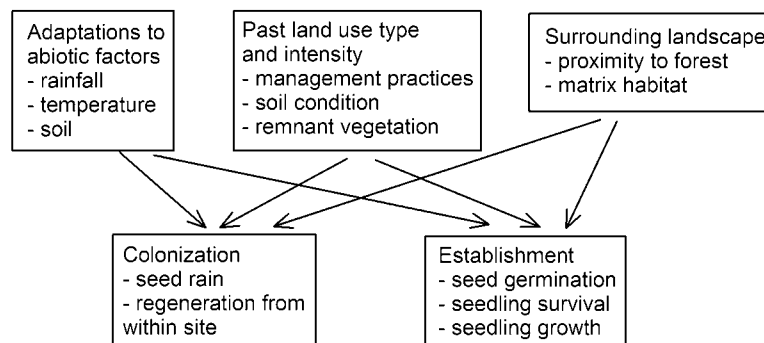 Adaptations to
abiotic factors
- rainfall
- temperature
- soil
Past land use type
and intensity
- management practices
- soil condition
- remnant vegetation
Surrounding landscape
- proximity to forest
- matrix habitat
Colonization
- seed rain
- regeneration from
within site
Establishment
- seed germination
- seedling survival
- seedling growth